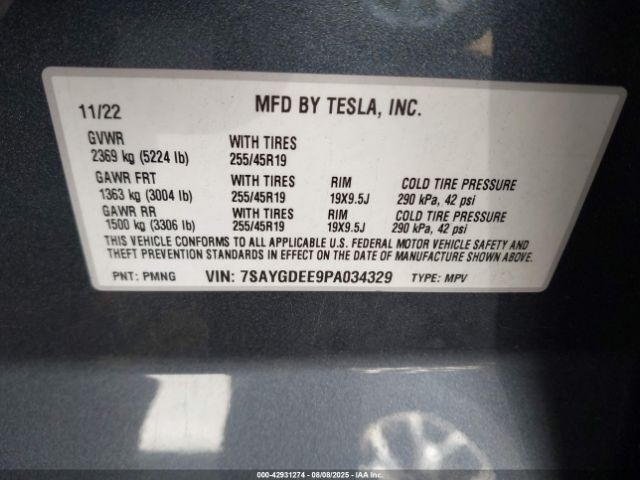 11/22 MFD BY TESLA, INC.
GVWR WITH TIRES
2369 kg (5224 lb) 255/45R19
GAWR FRT WITH TIRES RIM COLD TIRE PRESSURE
1363 kg (3004 lb) 255/45R19 19X9.5J 290 kPa, 42 psi
GAWR RR WITH TIRES RIM COLD TIRE PRESSURE
1500 kg (3306 lb) 255/45R19 19X9.5J 290 kPa, 42 psi
THIS VEHICLE CONFORMS TO ALL APPLICABLE U.S. FEDERAL MOTOR VEHICLE SAFETY AND
THEFT PREVENTION STANDARDS IN EFFECT ON THE DATE OF MANUFACTURE SHOWN ABOVE.
PNT: PMNG VIN: 7SAYGDEE9PA034329 TYPE: MPV
000-42931274 - 08/08/2025 - IAAI.com